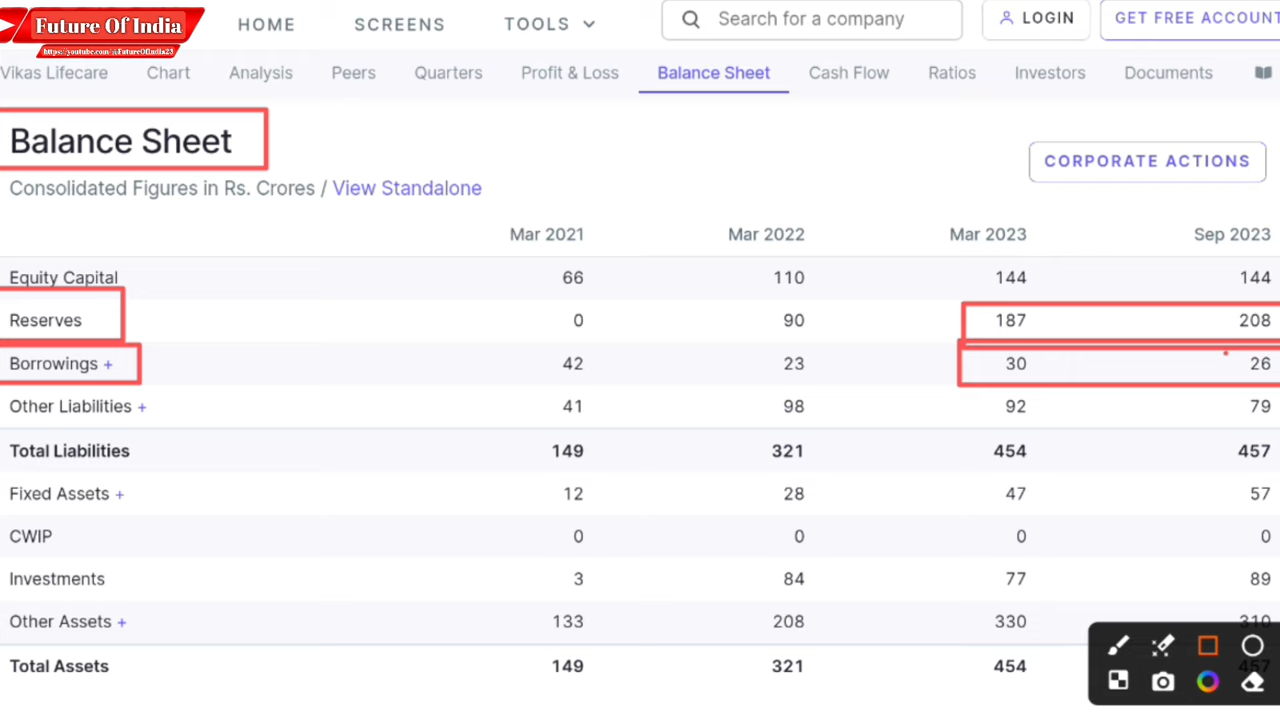 Future Of India
https://youtube.com/@FutureOfIndia23
HOME SCREENS TOOLS Search for a company LOGIN GET FREE ACCOUNT
Vikas Lifecare Chart Analysis Peers Quarters Profit & Loss Balance Sheet Cash Flow Ratios Investors Documents
Balance Sheet
CORPORATE ACTIONS
Consolidated Figures in Rs. Crores / View Standalone
Mar 2021 Mar 2022 Mar 2023 Sep 2023
Equity Capital 66 110 144 144
Reserves 0 90 187 208
Borrowings + 42 23 30 26
Other Liabilities + 41 98 92 79
Total Liabilities 149 321 454 457
Fixed Assets + 12 28 47 57
CWIP 0 0 0 0
Investments 3 84 77 89
Other Assets + 133 208 330 310
Total Assets 149 321 454 457